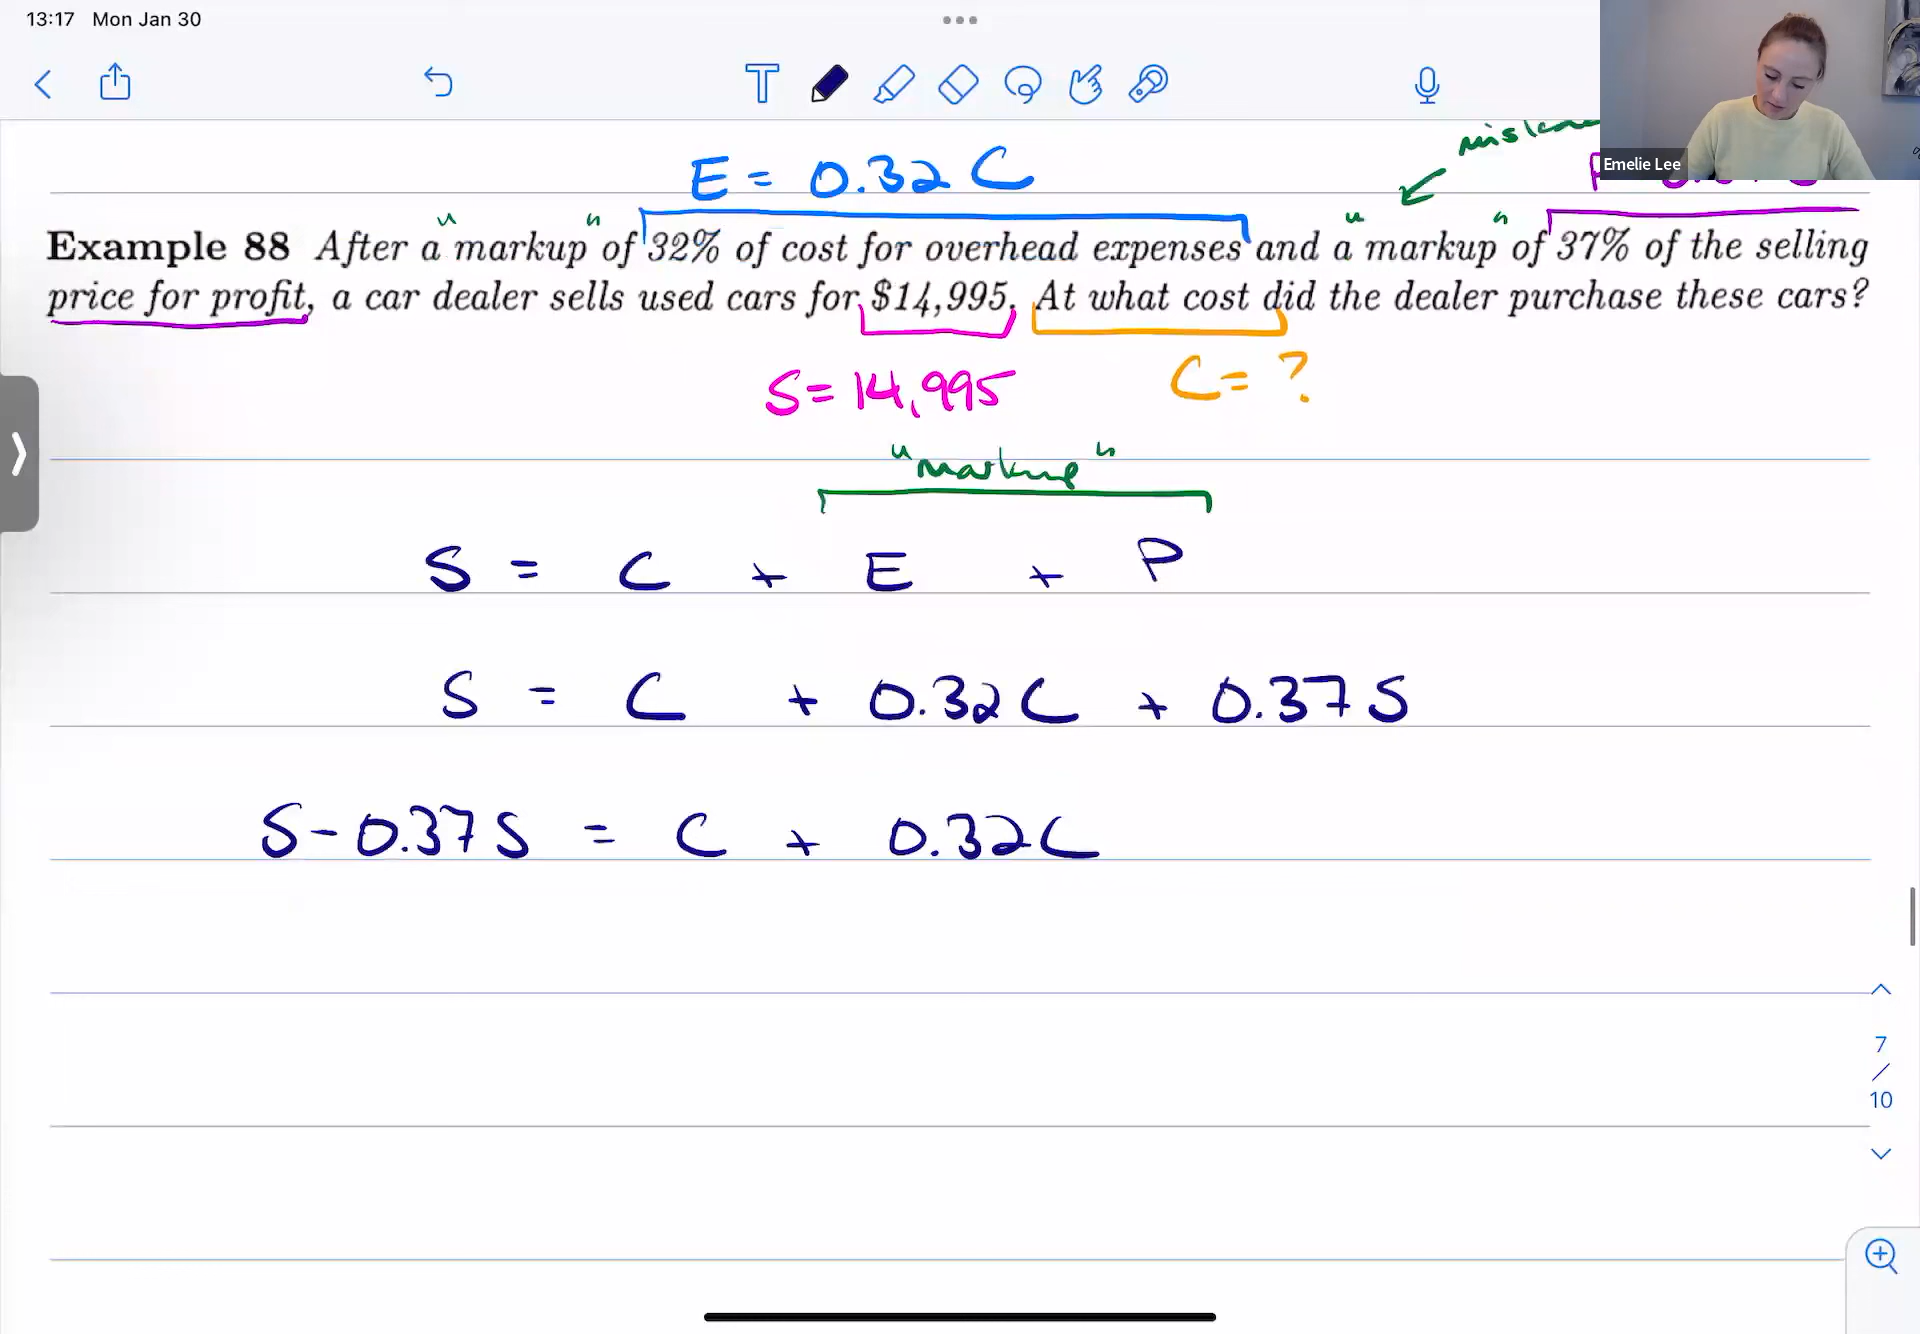 13:17 Mon Jan 30
Emelie Lee
E = 0.32 C
Example 88 After a "markup" of 32% of cost for overhead expenses and a "markup" of 37% of the selling
price for profit, a car dealer sells used cars for $14,995. At what cost did the dealer purchase these cars?
S = 14,995
C = ?
"markup"
S = C + E + P
S = C + 0.32C + 0.37S
S - 0.37S = C + 0.32C
7
/
10